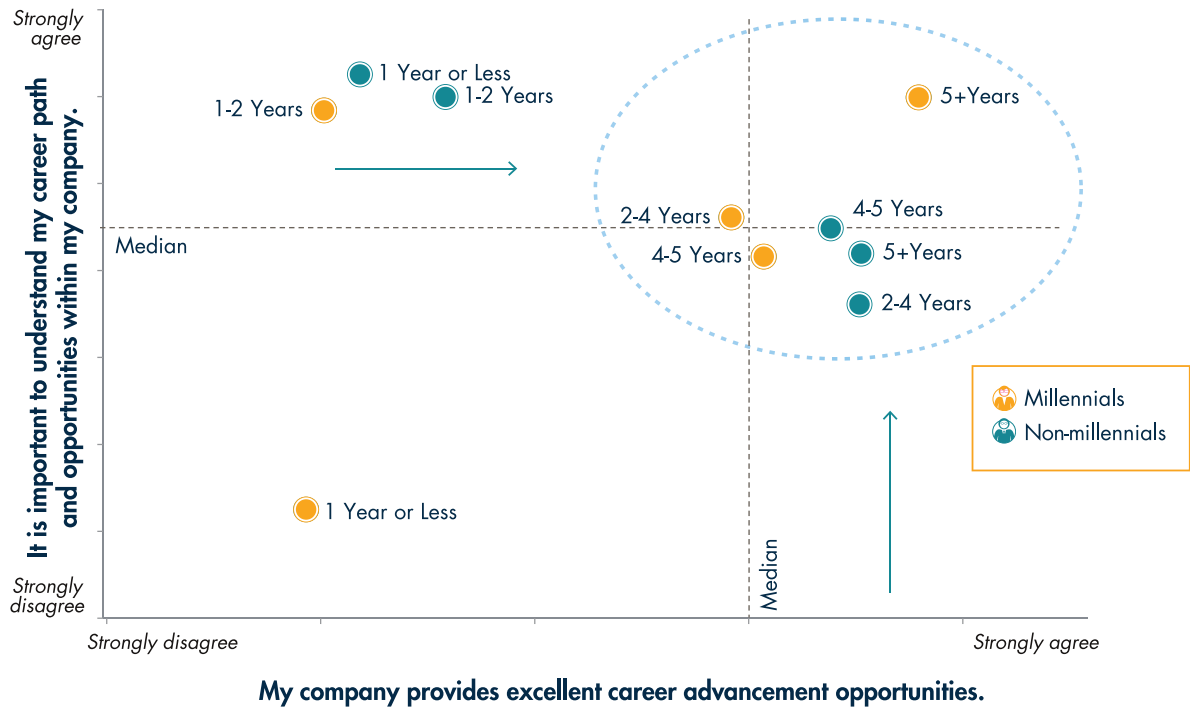 Strongly
agree
It is important to understand my career path
and opportunities within my company.
1 Year or Less
1-2 Years
1-2 Years
5+Years
2-4 Years
4-5 Years
Median
4-5 Years
5+Years
2-4 Years
Millennials
Non-millennials
1 Year or Less
Median
Strongly
disagree
Strongly disagree
Strongly agree
My company provides excellent career advancement opportunities.